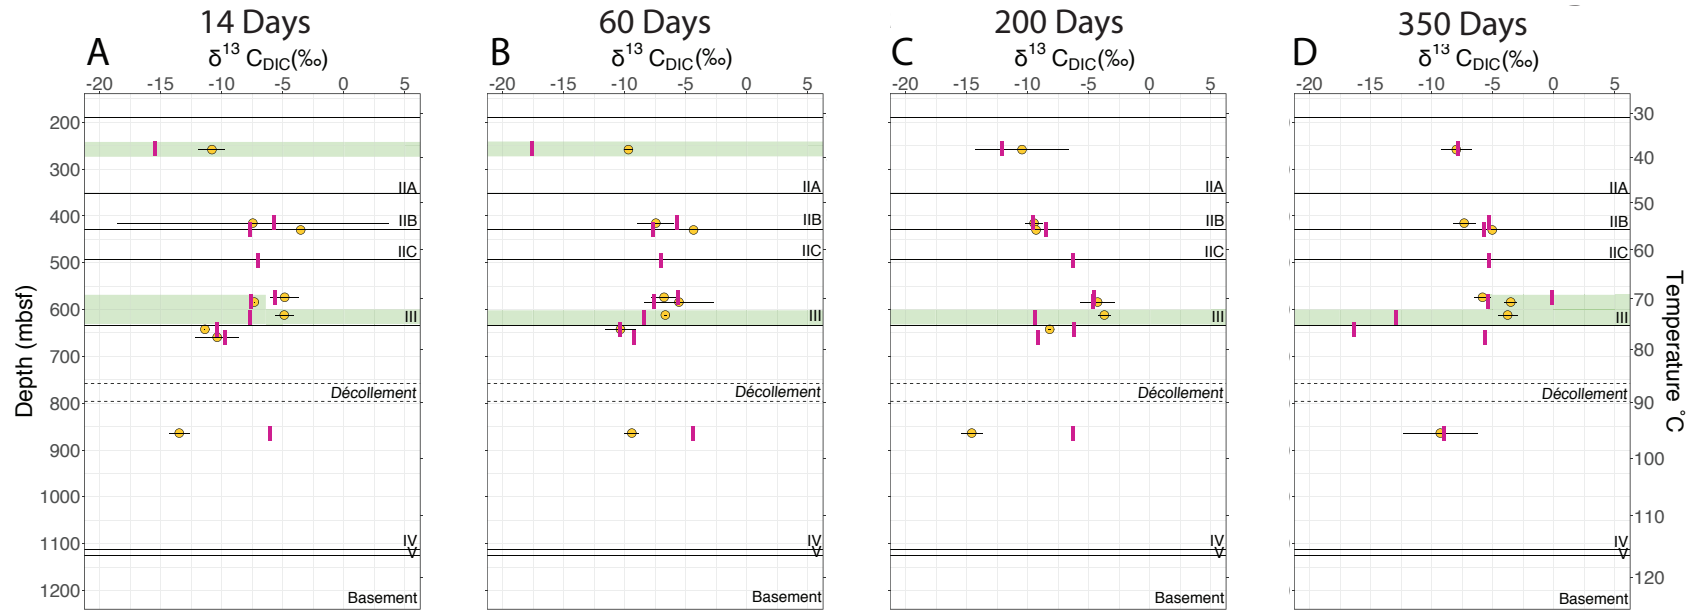 14 Days
60 Days
200 Days
350 Days
A
δ¹³ C_DIC(‰)
B
δ¹³ C_DIC(‰)
C
δ¹³ C_DIC(‰)
D
δ¹³ C_DIC(‰)
-20 -15 -10 -5 0 5
-20 -15 -10 -5 0 5
-20 -15 -10 -5 0 5
-20 -15 -10 -5 0 5
Depth (mbsf)
200
300
400
500
600
700
800
900
1000
1100
1200
IIA
IIB
IIC
III
Décollement
IV
V
Basement
IIA
IIB
IIC
III
Décollement
IV
V
Basement
IIA
IIB
IIC
III
Décollement
IV
V
Basement
IIA
IIB
IIC
III
Décollement
IV
V
Basement
30
40
50
60
70
80
90
100
110
120
Temperature °C